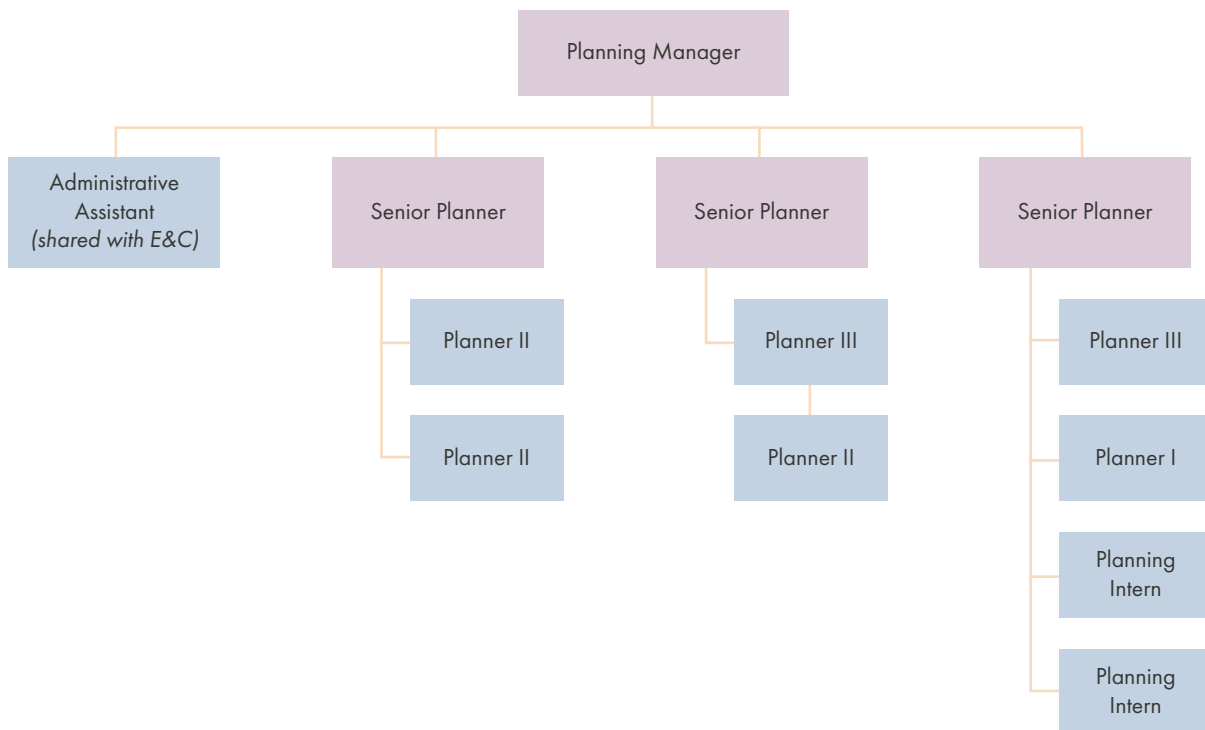 Planning Manager
Administrative
Assistant
(shared with E&C)
Senior Planner
Senior Planner
Senior Planner
Planner II
Planner III
Planner III
Planner II
Planner II
Planner I
Planning
Intern
Planning
Intern